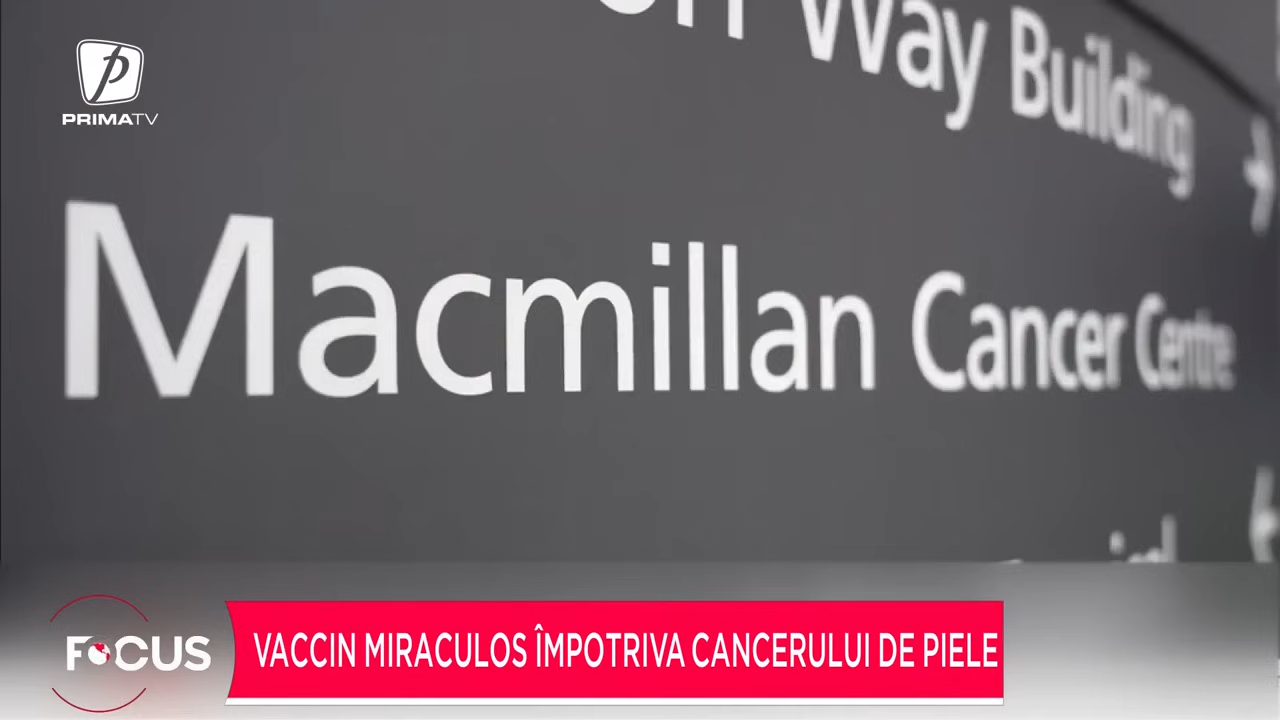 Way Building
PRIMATV
Macmillan Cancer Centre
FOCUS
VACCIN MIRACULOS ÎMPOTRIVA CANCERULUI DE PIELE